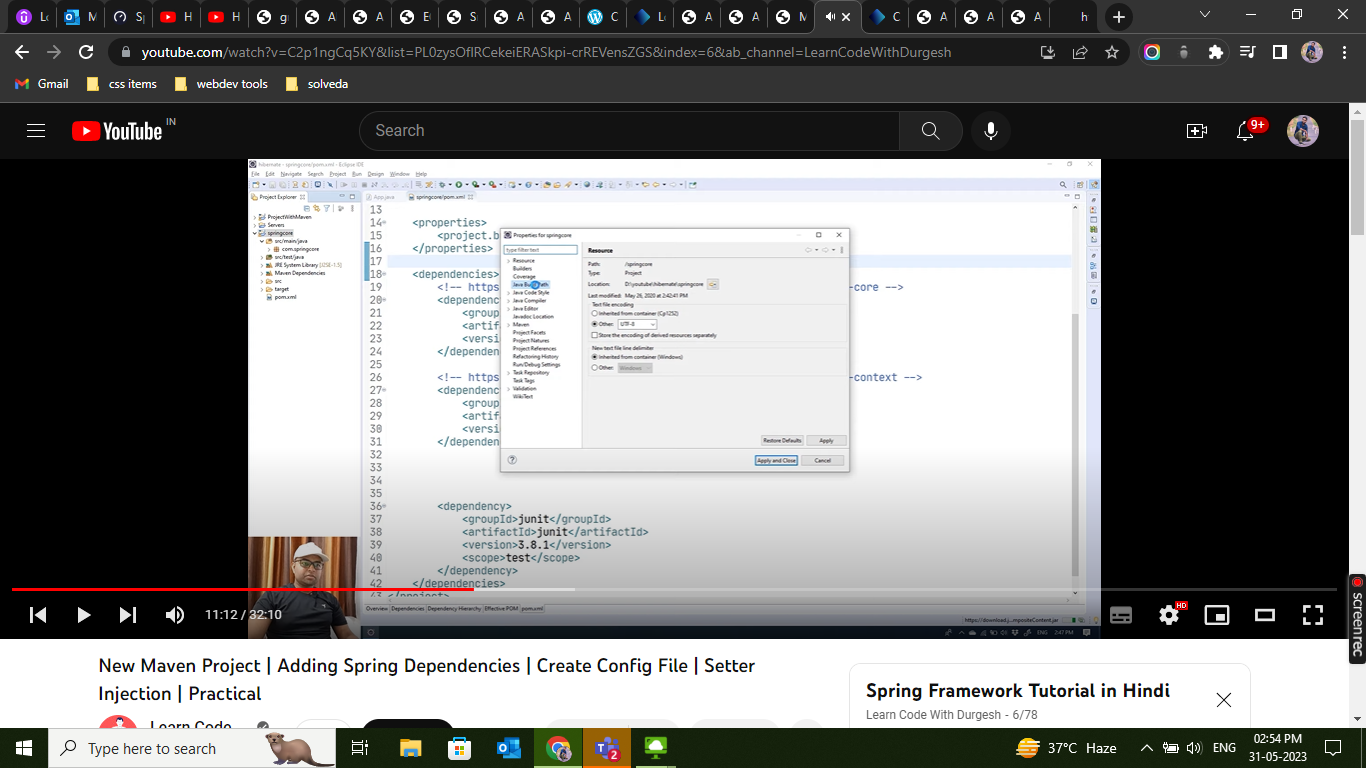 Lo
M
Sp
H
H
gr
A
A
E
S
A
A
C
Le
A
A
M
C
A
A
A
h
youtube.com/watch?v=C2p1ngCq5KY&list=PL0zysOflRCekeiERASkpi-crREVensZGS&index=6&ab_channel=LearnCodeWithDurgesh
Gmail
css items
webdev tools
solveda
YouTube IN
Search
9+
hibernate - springcore/pom.xml - Eclipse IDE
File Edit Navigate Search Project Run Design Window Help
Project Explorer
ProjectWithMaven
Servers
springcore
src/main/java
com.springcore
src/test/java
JRE System Library [J2SE-1.5]
Maven Dependencies
src
target
pom.xml
App.java
springcore/pom.xml
13
14 <properties>
15 <project.b
16 </properties>
17
18 <dependencies>
19 <!-- https -core -->
20 <dependenc
21 <group
22 <artif
23 <versi
24 </dependen
25
26 <!-- https -context -->
27 <dependenc
28 <group
29 <artif
30 <versi
31 </dependen
32
33
34
35
36 <dependency>
37 <groupId>junit</groupId>
38 <artifactId>junit</artifactId>
39 <version>3.8.1</version>
40 <scope>test</scope>
41 </dependency>
42 </dependencies>
43 </project>
Properties for springcore
type filter text
Resource
Builders
Coverage
Java Build Path
Java Code Style
Java Compiler
Java Editor
Javadoc Location
Maven
Project Facets
Project Natures
Project References
Refactoring History
Run/Debug Settings
Task Repository
Task Tags
Validation
WikiText
Resource
Path: /springcore
Type: Project
Location: D:\youtube\hibernate\springcore
Last modified: May 26, 2020 at 2:42:41 PM
Text file encoding
Inherited from container (Cp1252)
Other: UTF-8
Store the encoding of derived resources separately
New text file line delimiter
Inherited from container (Windows)
Other: Windows
Restore Defaults
Apply
Apply and Close
Cancel
Overview Dependencies Dependency Hierarchy Effective POM pom.xml
https://download.j...mpositeContent.jar
ENG 2:47 PM
11:12 / 32:10
HD
screenrec
New Maven Project | Adding Spring Dependencies | Create Config File | Setter
Injection | Practical
Learn Code
Spring Framework Tutorial in Hindi
Learn Code With Durgesh - 6/78
Type here to search
2
37°C Haze
ENG
02:54 PM
31-05-2023